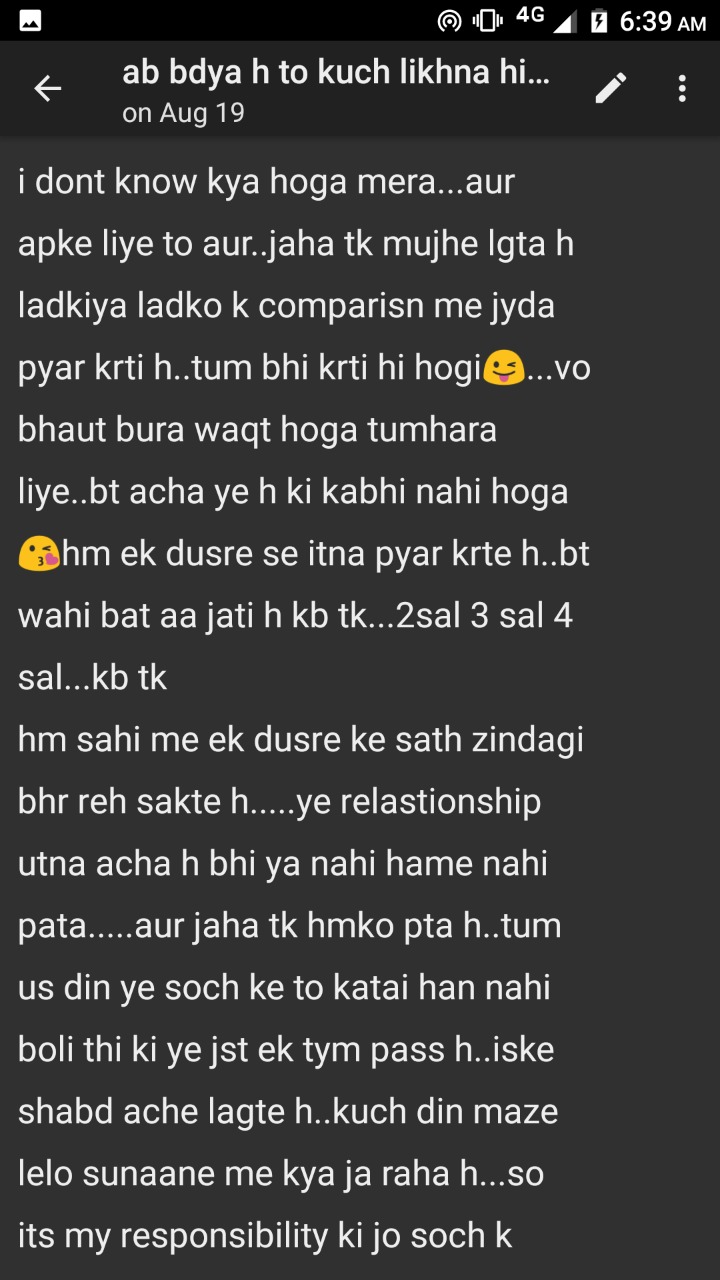 4G 6:39 AM
ab bdya h to kuch likhna hi...
on Aug 19
i dont know kya hoga mera...aur
apke liye to aur..jaha tk mujhe lgta h
ladkiya ladko k comparisn me jyda
pyar krti h..tum bhi krti hi hogi😜...vo
bhaut bura waqt hoga tumhara
liye..bt acha ye h ki kabhi nahi hoga
😘hm ek dusre se itna pyar krte h..bt
wahi bat aa jati h kb tk...2sal 3 sal 4
sal...kb tk
hm sahi me ek dusre ke sath zindagi
bhr reh sakte h.....ye relastionship
utna acha h bhi ya nahi hame nahi
pata.....aur jaha tk hmko pta h..tum
us din ye soch ke to katai han nahi
boli thi ki ye jst ek tym pass h..iske
shabd ache lagte h..kuch din maze
lelo sunaane me kya ja raha h...so
its my responsibility ki jo soch k